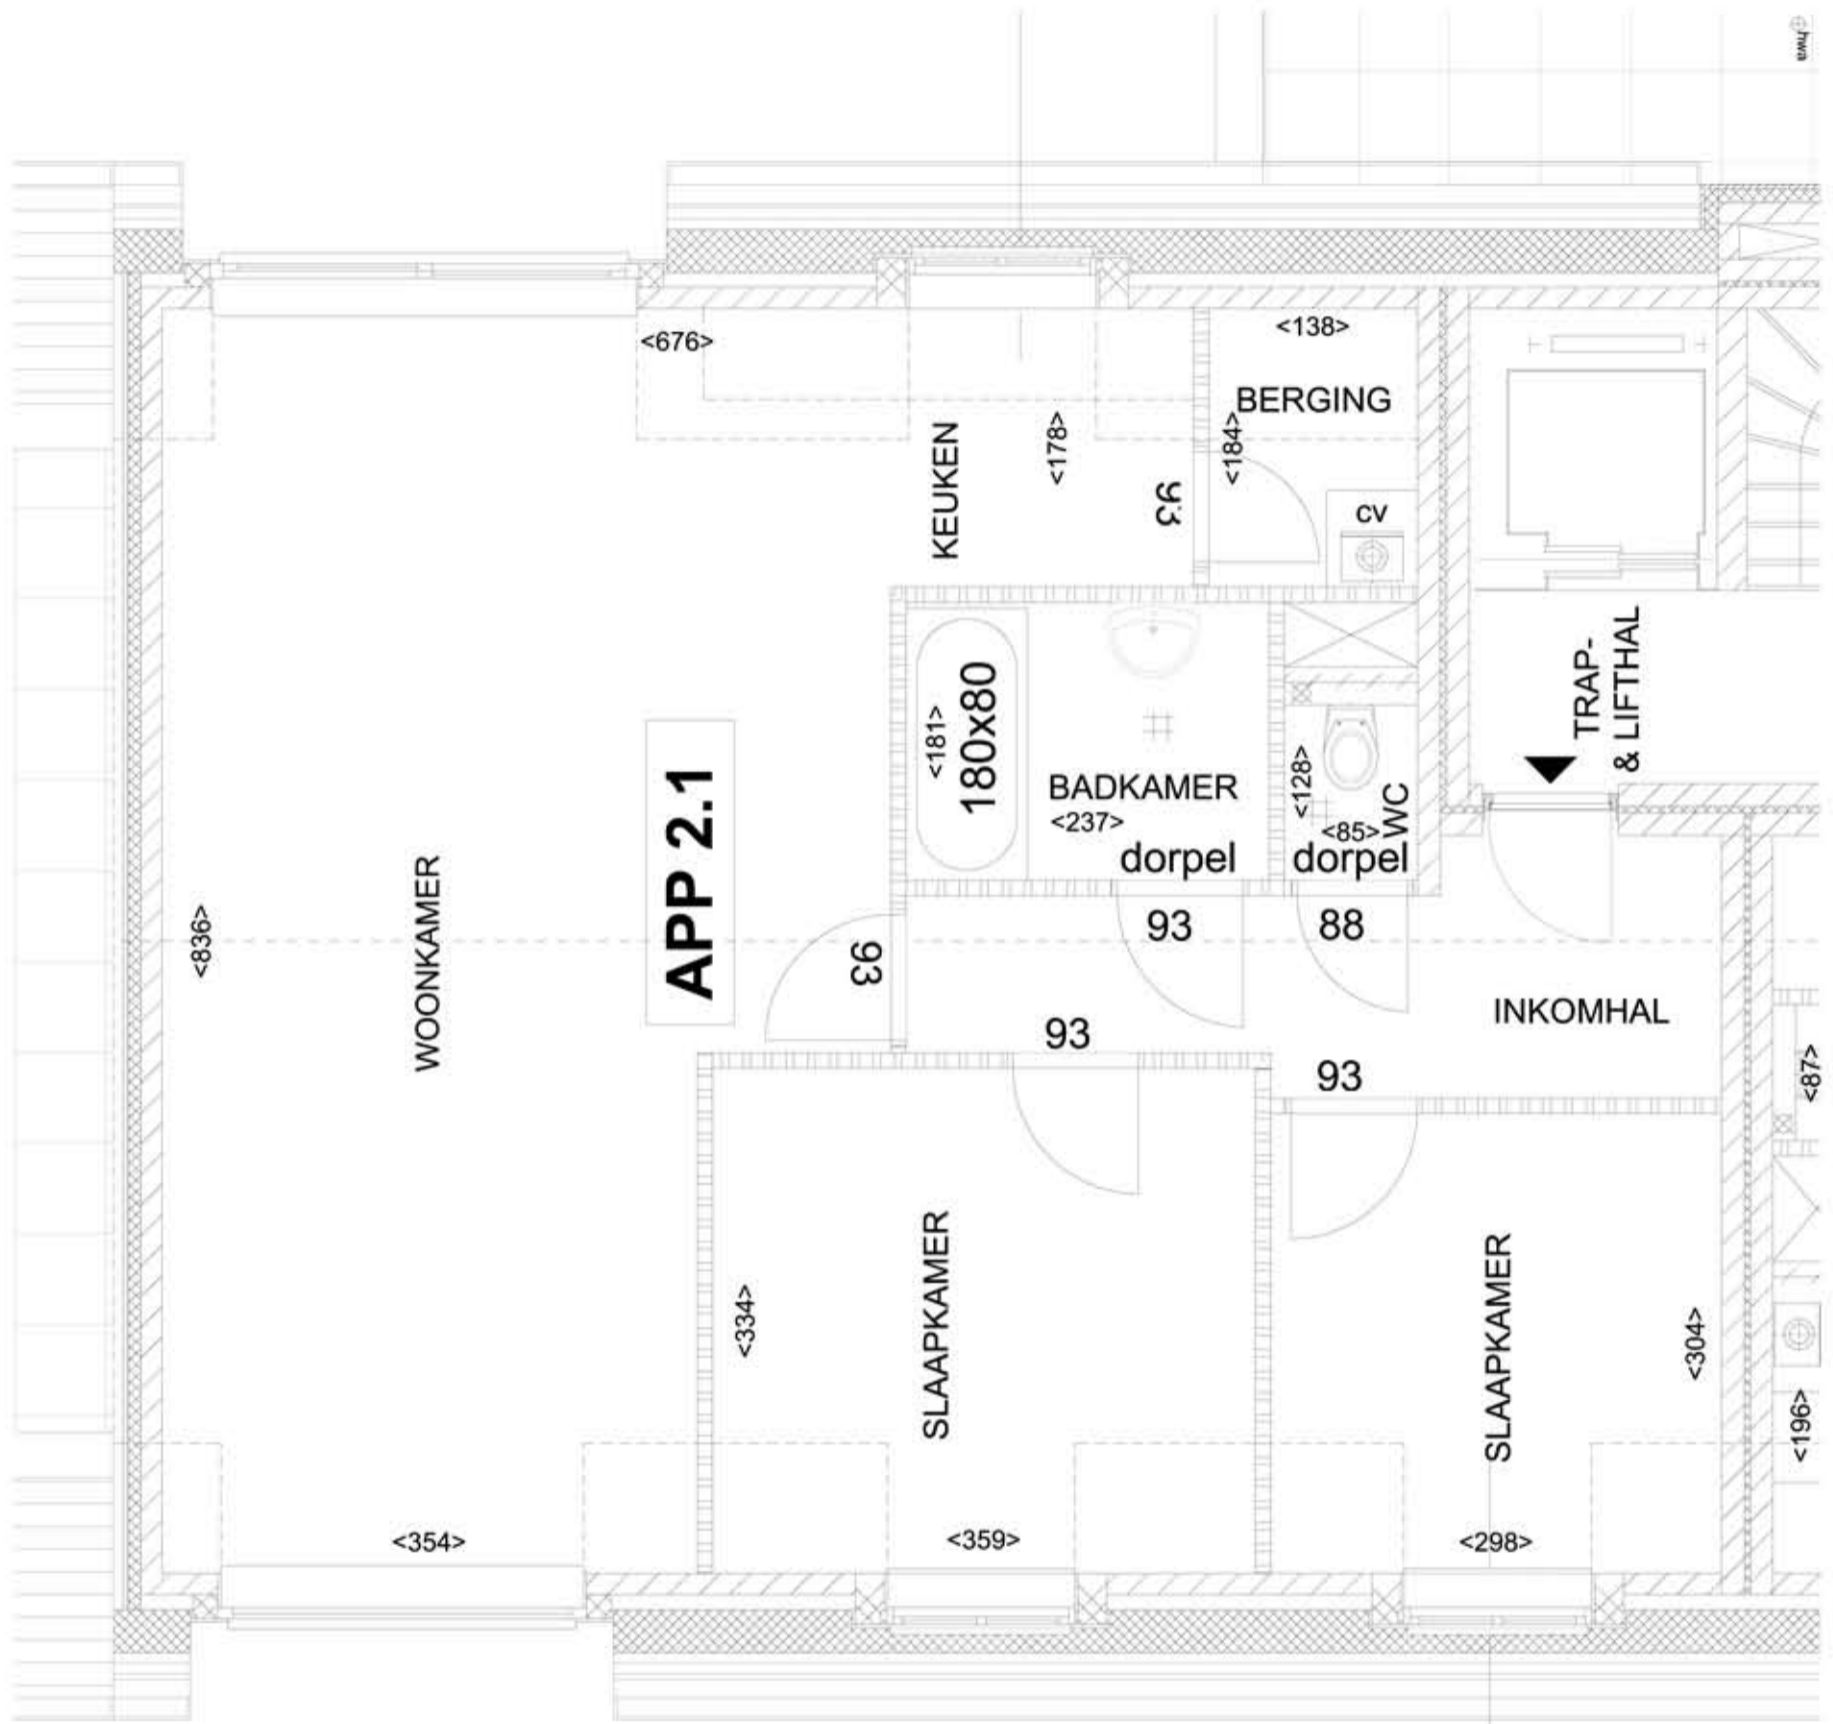 hwa
<676>
<138>
BERGING
<184>
<178>
KEUKEN
93
cv
TRAP-
& LIFTHAL
<181>
180x80
BADKAMER
<237>
dorpel
<128>
<85>
WC
dorpel
APP 2.1
WOONKAMER
<836>
93
93
88
INKOMHAL
93
93
<87>
<334>
SLAAPKAMER
SLAAPKAMER
<304>
<196>
<354>
<359>
<298>